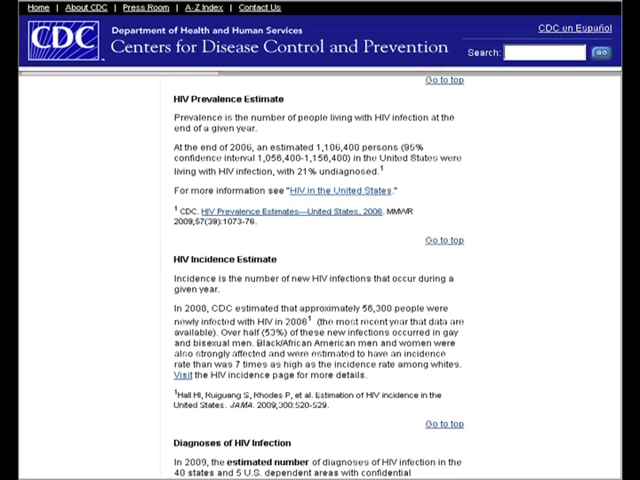 Home | About CDC | Press Room | A-Z Index | Contact Us
CDC
Department of Health and Human Services
Centers for Disease Control and Prevention
CDC en Español
Search:
GO
Go to top
HIV Prevalence Estimate
Prevalence is the number of people living with HIV infection at the
end of a given year.
At the end of 2006, an estimated 1,106,400 persons (95%
confidence interval 1,056,400-1,156,400) in the United States were
living with HIV infection, with 21% undiagnosed.1
For more information see "HIV in the United States."
1 CDC. HIV Prevalence Estimates—United States, 2006. MMWR
2009;57(39):1073-76.
Go to top
HIV Incidence Estimate
Incidence is the number of new HIV infections that occur during a
given year.
In 2008, CDC estimated that approximately 56,300 people were
newly infected with HIV in 20061 (the most recent year that data are
available). Over half (53%) of these new infections occurred in gay
and bisexual men. Black/African American men and women were
also strongly affected and were estimated to have an incidence
rate than was 7 times as high as the incidence rate among whites.
Visit the HIV incidence page for more details.
1Hall HI, Ruiguang S, Rhodes P, et al. Estimation of HIV incidence in the
United States. JAMA. 2009;300:520-529.
Go to top
Diagnoses of HIV Infection
In 2009, the estimated number of diagnoses of HIV infection in the
40 states and 5 U.S. dependent areas with confidential